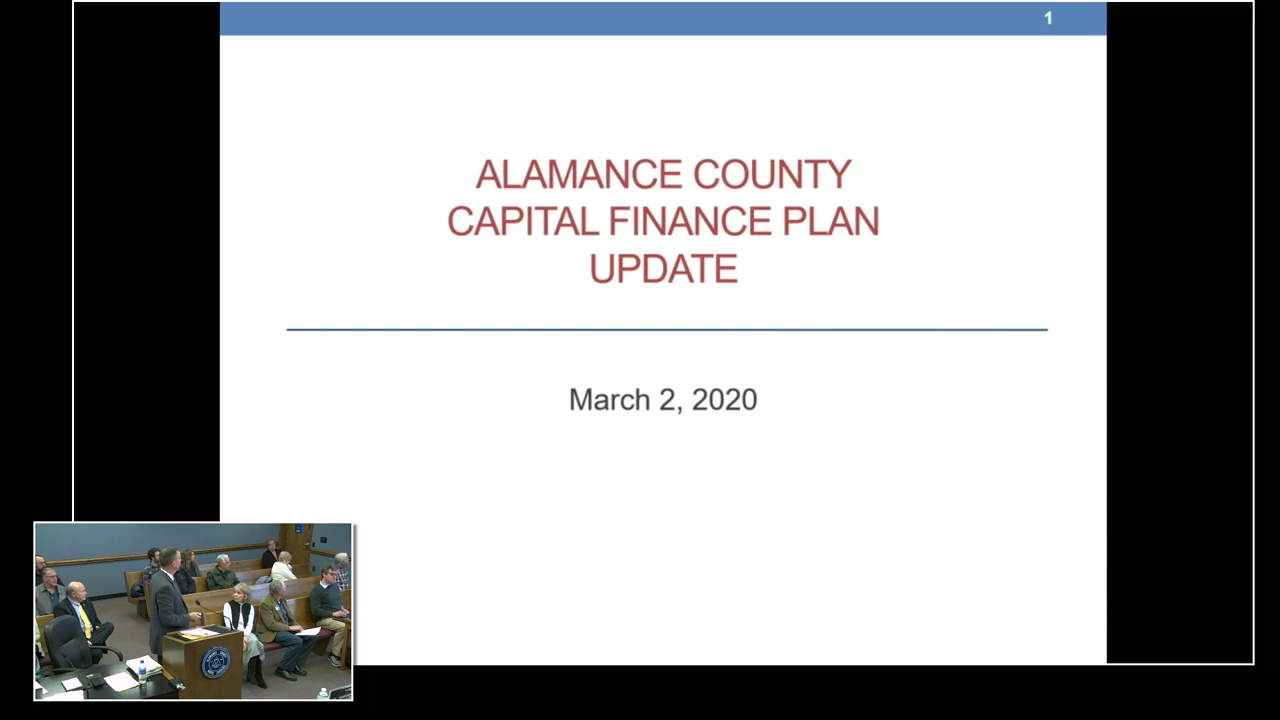 1
ALAMANCE COUNTY
CAPITAL FINANCE PLAN
UPDATE
March 2, 2020